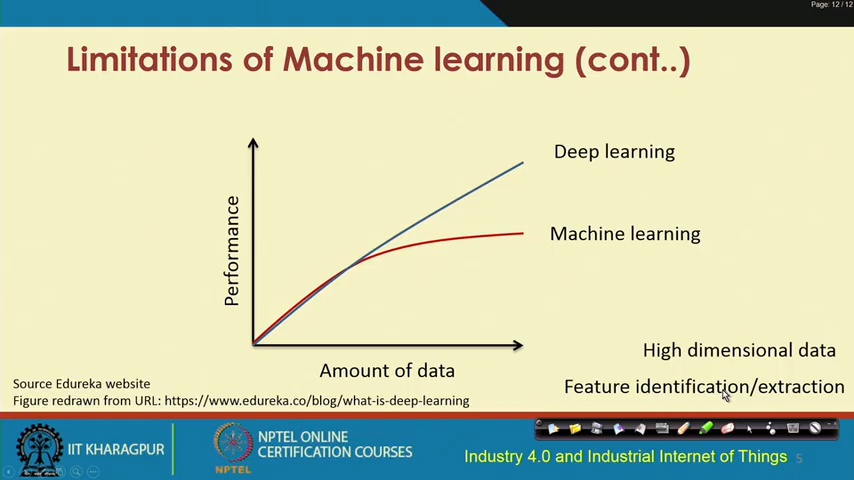 Page: 12 / 12
Limitations of Machine learning (cont..)
Deep learning
Machine learning
Performance
Amount of data
High dimensional data
Feature identification/extraction
Source Edureka website
Figure redrawn from URL: https://www.edureka.co/blog/what-is-deep-learning
IIT KHARAGPUR
NPTEL
NPTEL ONLINE
CERTIFICATION COURSES
Industry 4.0 and Industrial Internet of Things
5